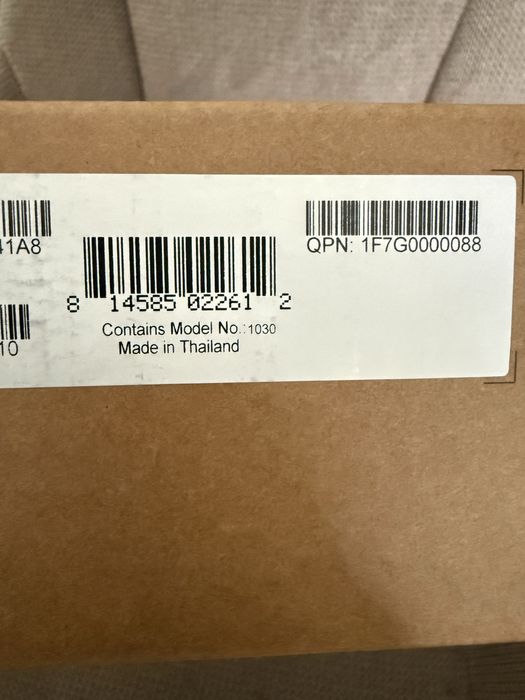 41A8
QPN: 1F7G0000088
8 14585 02261 2
10
Contains Model No.:1030
Made in Thailand